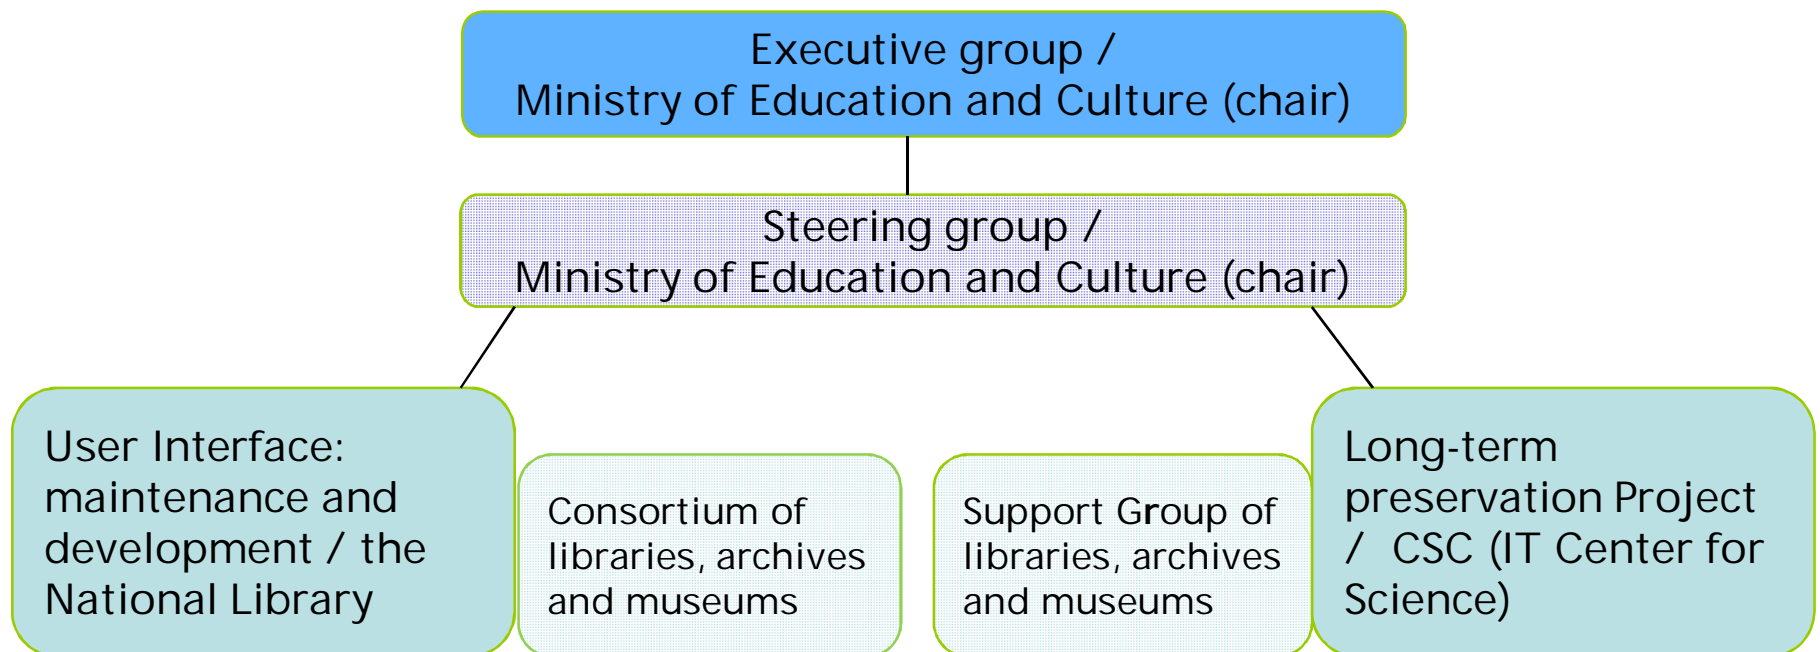 Executive group /
Ministry of Education and Culture (chair)
Steering group /
Ministry of Education and Culture (chair)
User Interface:
maintenance and
development / the
National Library
Consortium of
libraries, archives
and museums
Support Group of
libraries, archives
and museums
Long-term
preservation Project
/ CSC (IT Center for
Science)